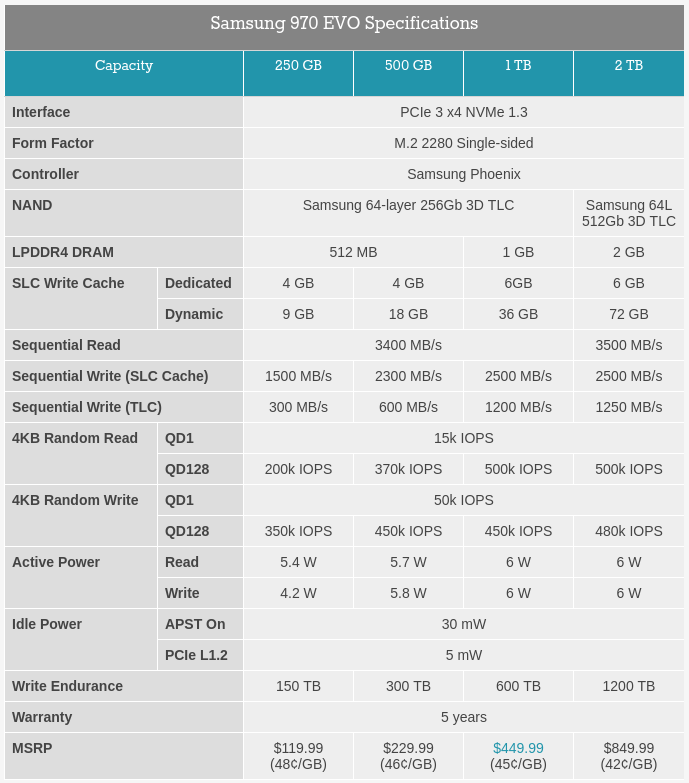 Samsung 970 EVO Specifications
Capacity 250 GB 500 GB 1 TB 2 TB
Interface PCIe 3 x4 NVMe 1.3
Form Factor M.2 2280 Single-sided
Controller Samsung Phoenix
NAND Samsung 64-layer 256Gb 3D TLC Samsung 64L
512Gb 3D TLC
LPDDR4 DRAM 512 MB 1 GB 2 GB
SLC Write Cache Dedicated 4 GB 4 GB 6GB 6 GB
Dynamic 9 GB 18 GB 36 GB 72 GB
Sequential Read 3400 MB/s 3500 MB/s
Sequential Write (SLC Cache) 1500 MB/s 2300 MB/s 2500 MB/s 2500 MB/s
Sequential Write (TLC) 300 MB/s 600 MB/s 1200 MB/s 1250 MB/s
4KB Random Read QD1 15k IOPS
QD128 200k IOPS 370k IOPS 500k IOPS 500k IOPS
4KB Random Write QD1 50k IOPS
QD128 350k IOPS 450k IOPS 450k IOPS 480k IOPS
Active Power Read 5.4 W 5.7 W 6 W 6 W
Write 4.2 W 5.8 W 6 W 6 W
Idle Power APST On 30 mW
PCIe L1.2 5 mW
Write Endurance 150 TB 300 TB 600 TB 1200 TB
Warranty 5 years
MSRP $119.99 $229.99 $449.99 $849.99
(48¢/GB) (46¢/GB) (45¢/GB) (42¢/GB)